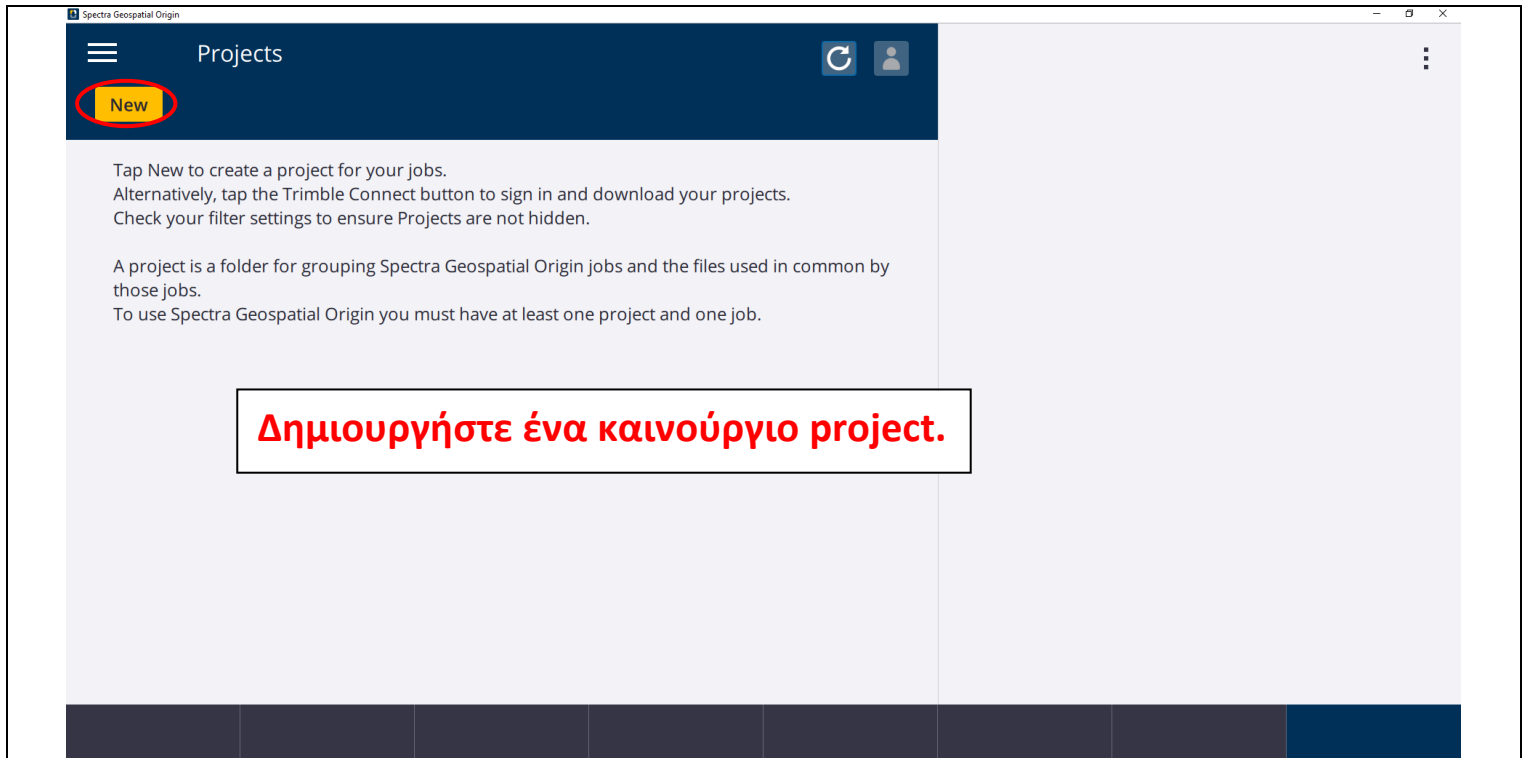 Spectra Geospatial Origin
Projects
New
Tap New to create a project for your jobs.
Alternatively, tap the Trimble Connect button to sign in and download your projects.
Check your filter settings to ensure Projects are not hidden.
A project is a folder for grouping Spectra Geospatial Origin jobs and the files used in common by
those jobs.
To use Spectra Geospatial Origin you must have at least one project and one job.
Δημιουργήστε ένα καινούργιο project.